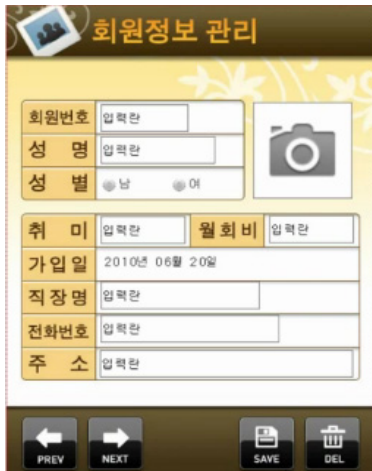 회원정보 관리
회원번호 입력란
성 명 입력란
성 별 남 여
취 미 입력란 월회비 입력란
가입일 2010년 06월 20일
직장명 입력란
전화번호 입력란
주 소 입력란
PREV NEXT SAVE DEL